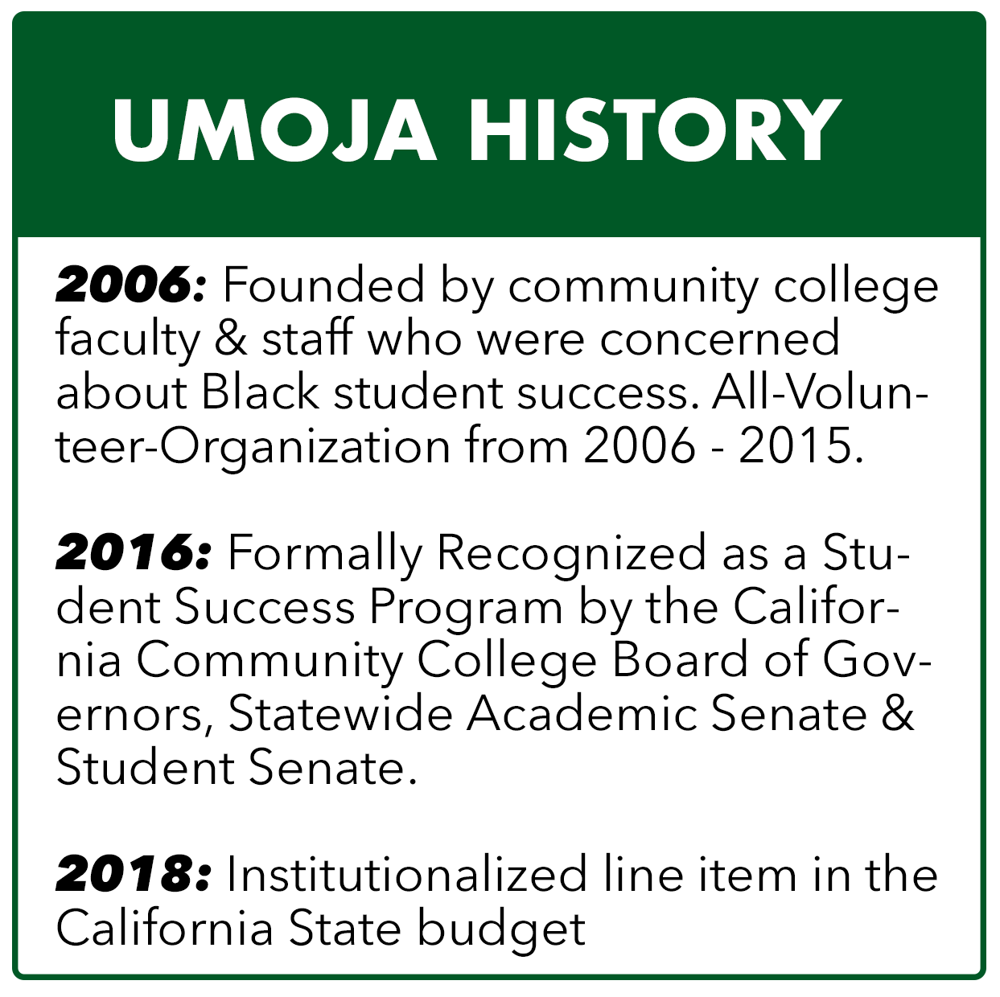 UMOJA HISTORY
2006: Founded by community college
faculty & staff who were concerned
about Black student success. All-Volun-
teer-Organization from 2006 - 2015.
2016: Formally Recognized as a Stu-
dent Success Program by the Califor-
nia Community College Board of Gov-
ernors, Statewide Academic Senate &
Student Senate.
2018: Institutionalized line item in the
California State budget